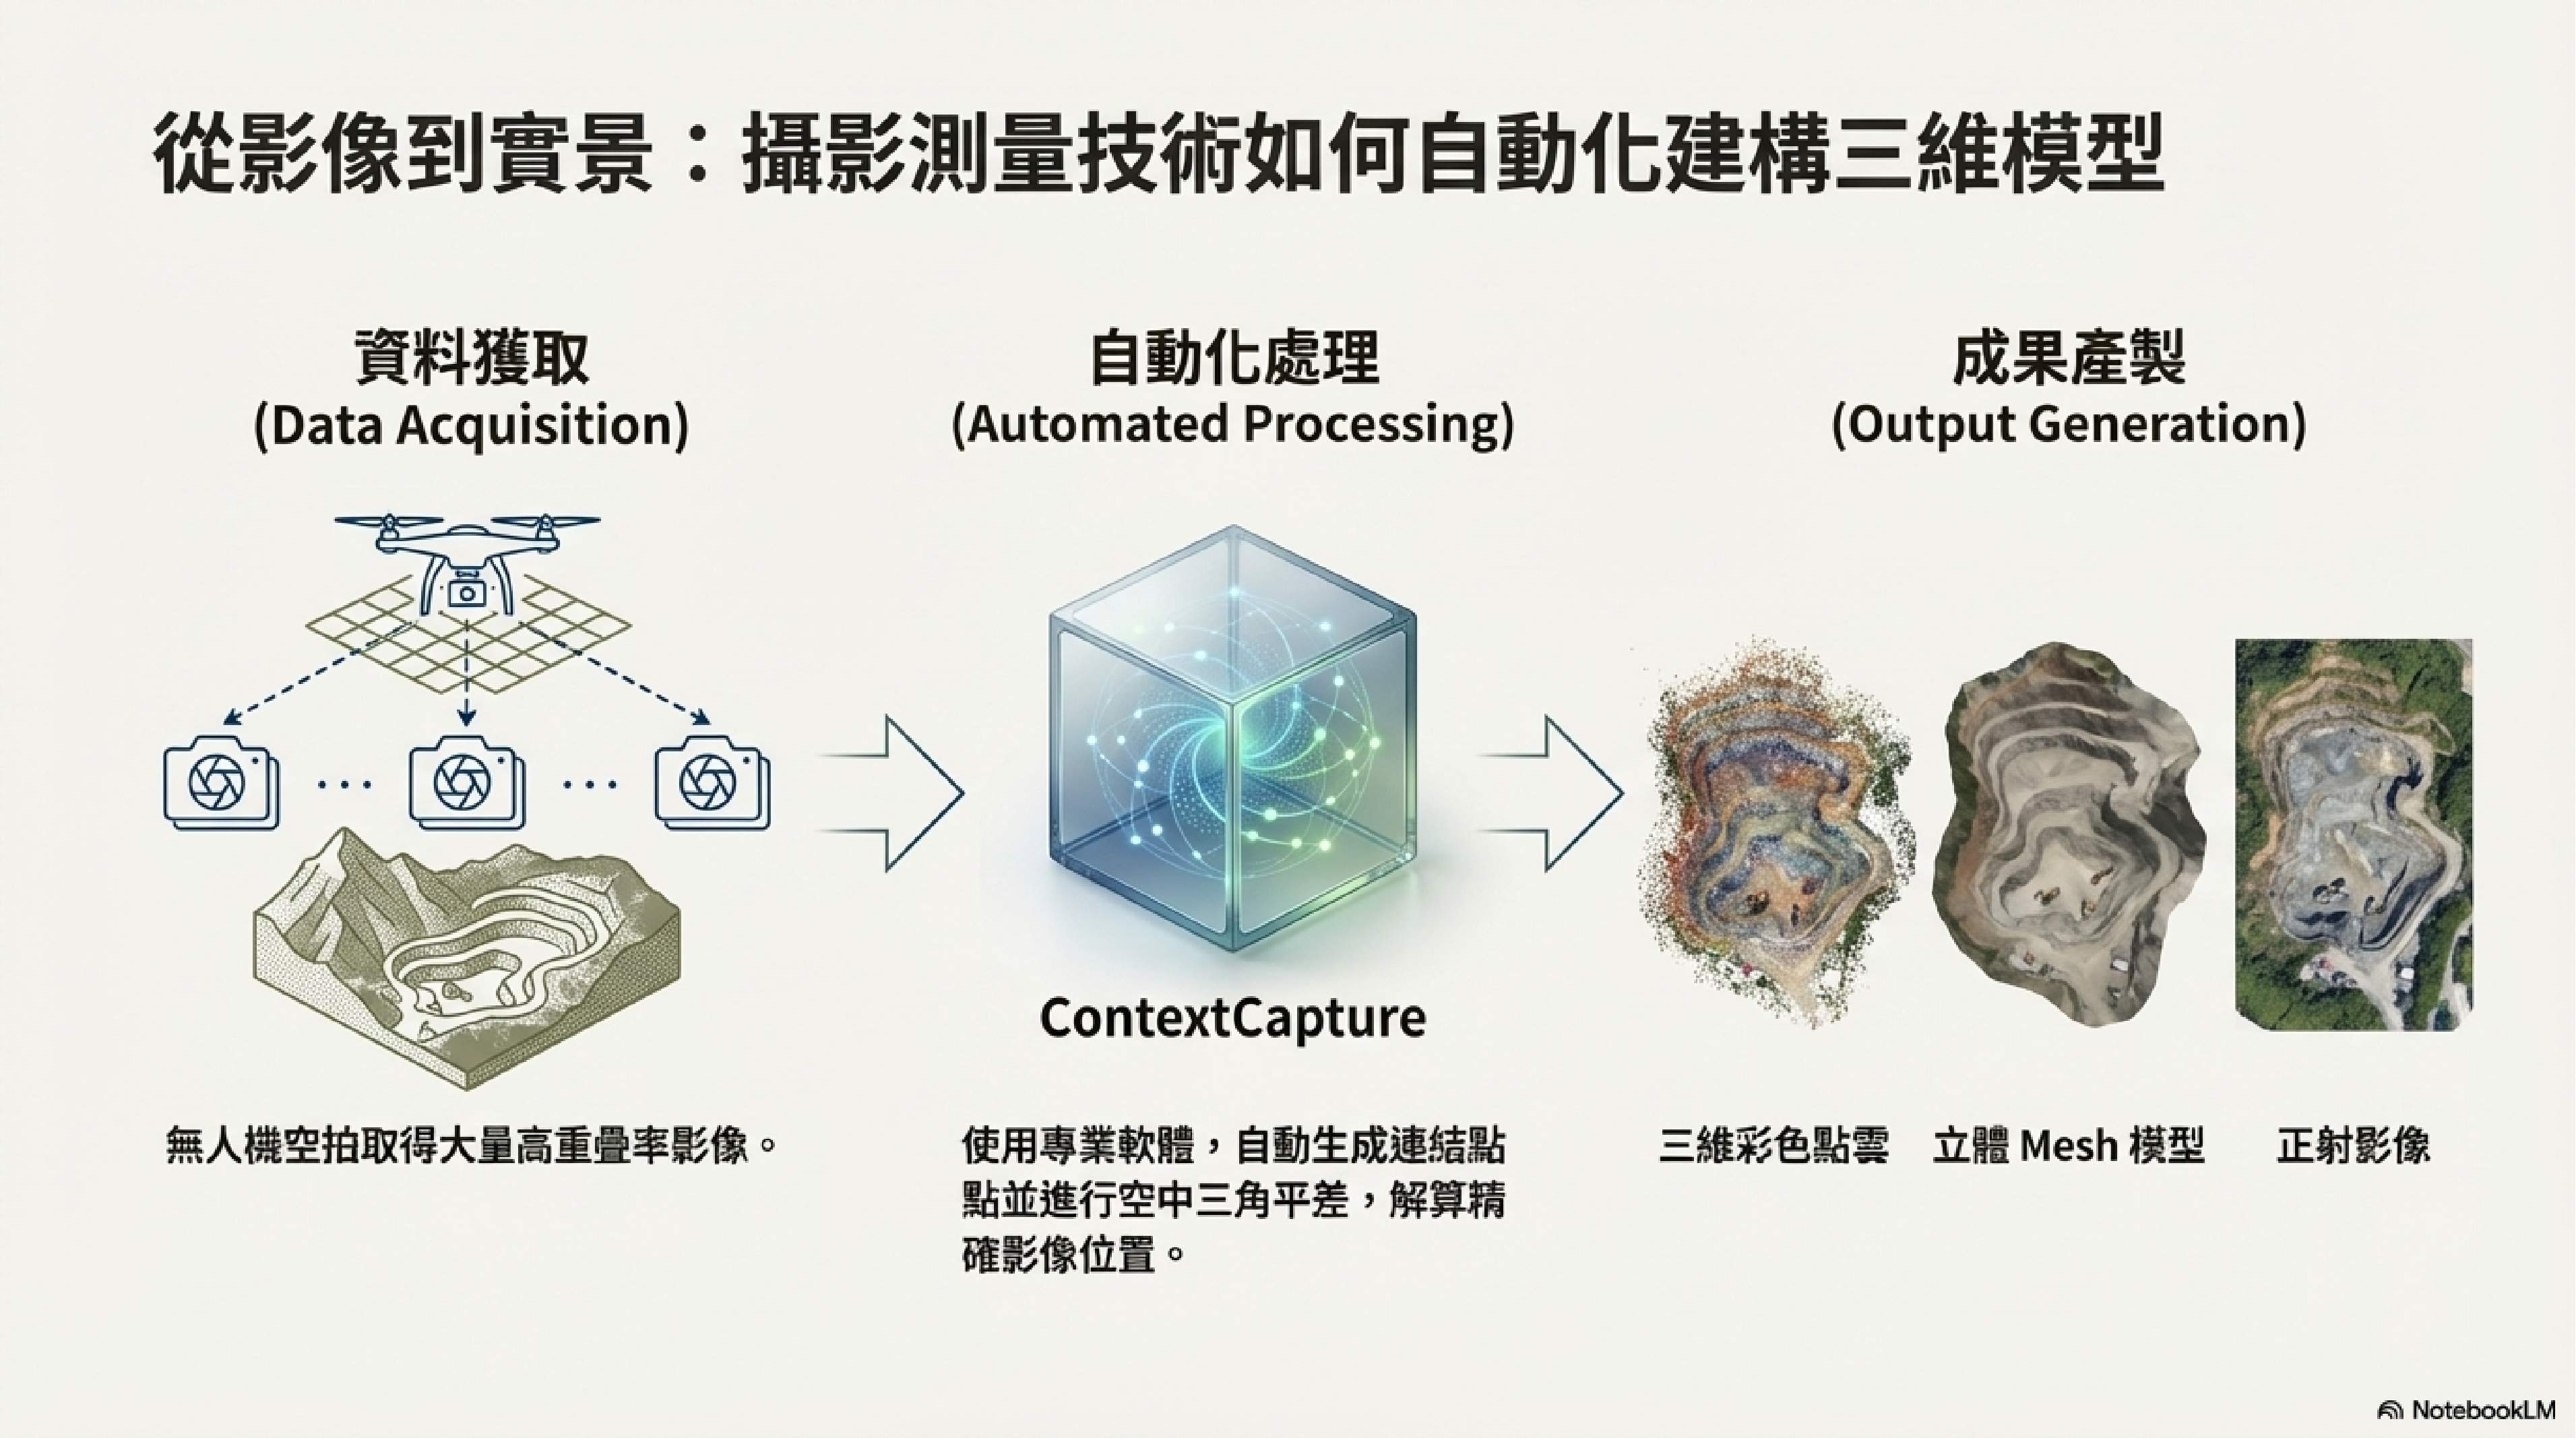 從影像到實景：攝影測量技術如何自動化建構三維模型
資料獲取
(Data Acquisition)
無人機空拍取得大量高重疊率影像。
自動化處理
(Automated Processing)
ContextCapture
使用專業軟體，自動生成連結點
點並進行空中三角平差，解算精
確影像位置。
成果產製
(Output Generation)
三維彩色點雲
立體 Mesh 模型
正射影像
NotebookLM